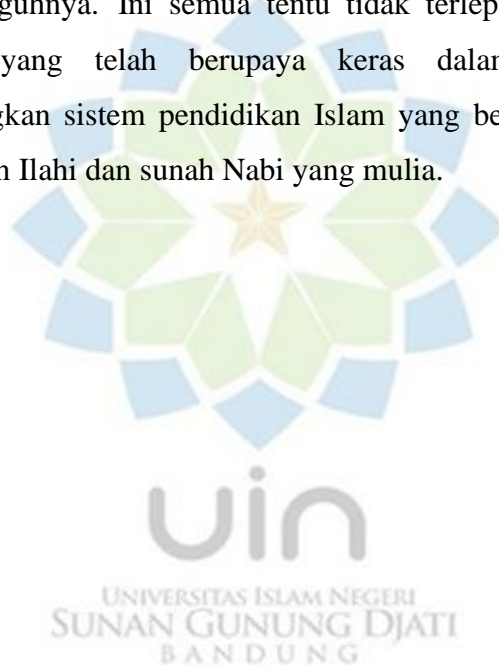 guhnya. Ini semua tentu tidak terlep
yang telah berupaya keras dalam
gkan sistem pendidikan Islam yang be
n Ilahi dan sunah Nabi yang mulia.
uin
UNIVERSITAS ISLAM NEGERI
SUNAN GUNUNG DJATI
BANDUNG